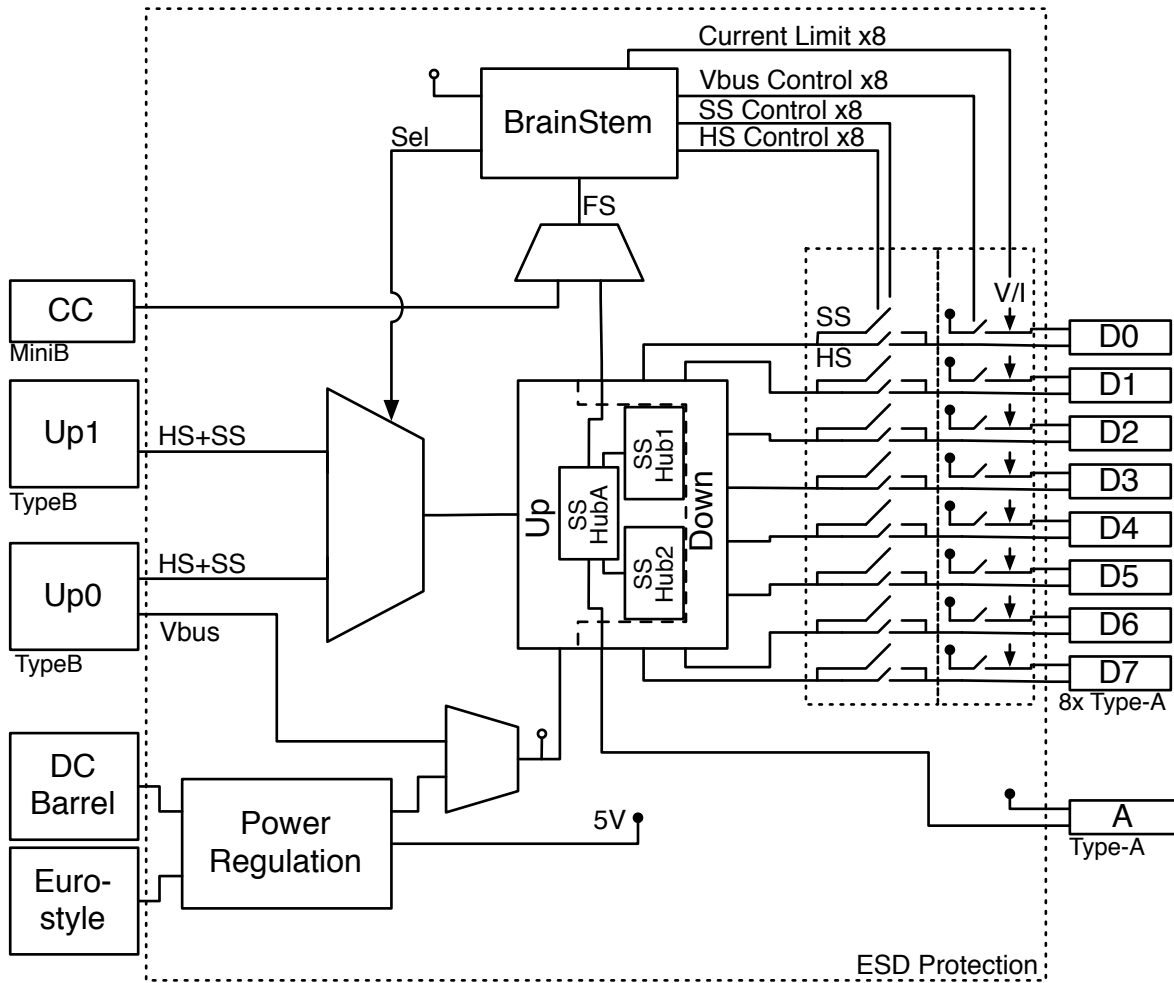 Current Limit x8
Vbus Control x8
SS Control x8
HS Control x8
BrainStem
Sel
FS
CC
MiniB
V/I
SS
HS
D0
D1
D2
D3
D4
D5
D6
D7
8x Type-A
Up1
HS+SS
TypeB
Up0
HS+SS
Vbus
TypeB
Up
SS
HubA
SS
Hub1
SS
Hub2
Down
DC
Barrel
Power
Regulation
5V
A
Type-A
Euro-
style
ESD Protection